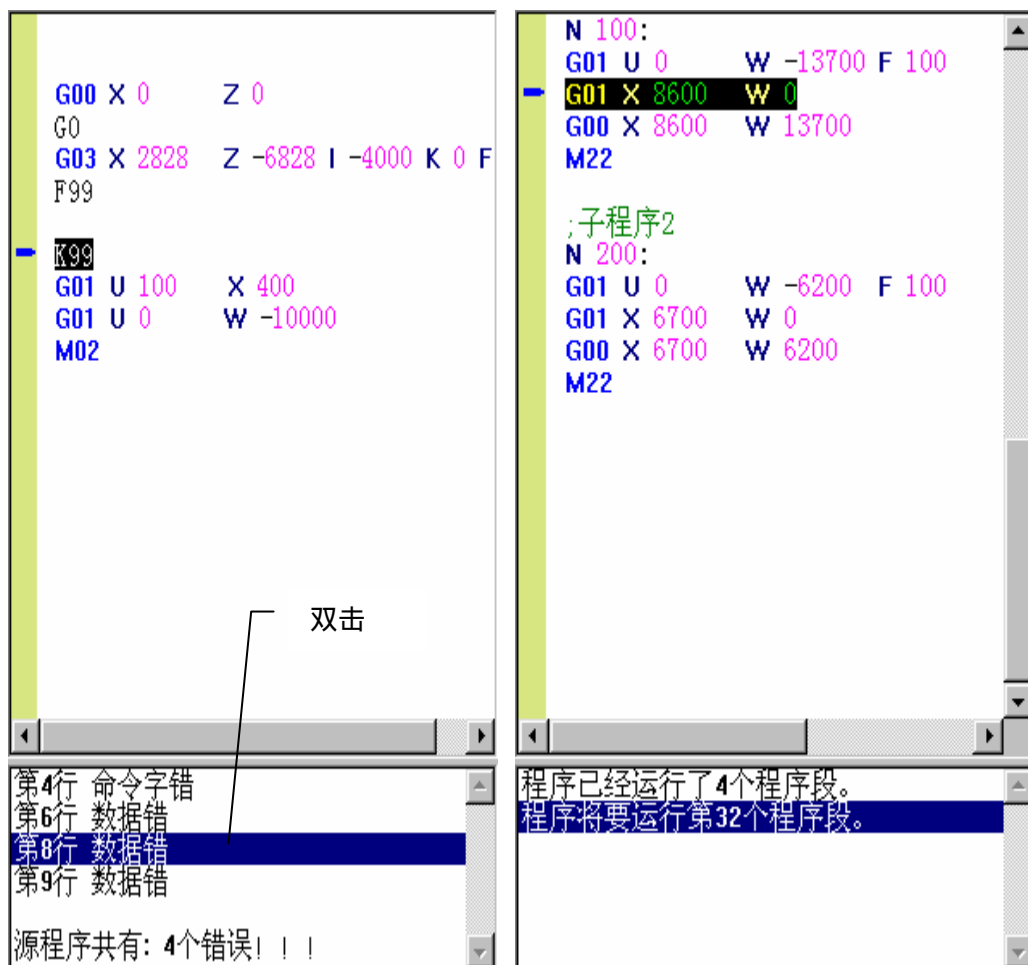 G00 X 0 Z 0
G0
G03 X 2828 Z -6828 I -4000 K 0 F
F99
K99
G01 U 100 X 400
G01 U 0 W -10000
M02
双击
第4行 命令字错
第6行 数据错
第8行 数据错
第9行 数据错
源程序共有: 4个错误!!!
N 100:
G01 U 0 W -13700 F 100
G01 X 8600 W 0
G00 X 8600 W 13700
M22
;子程序2
N 200:
G01 U 0 W -6200 F 100
G01 X 6700 W 0
G00 X 6700 W 6200
M22
程序已经运行了4个程序段。
程序将要运行第32个程序段。